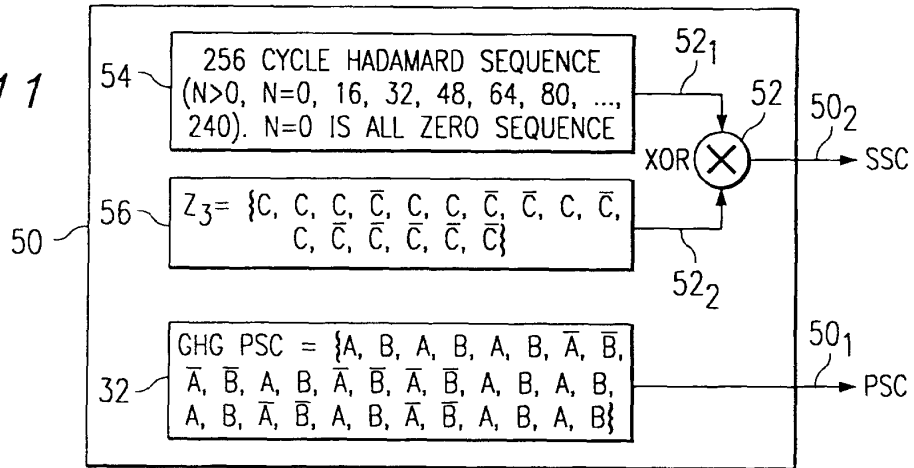 11
54
256 CYCLE HADAMARD SEQUENCE
(N>0, N=0, 16, 32, 48, 64, 80, ...,
240). N=0 IS ALL ZERO SEQUENCE
52₁
52
XOR
50₂
SSC
56
50
Z₃= {C, C, C, C̅, C, C, C̅, C̅, C, C̅,
C, C̅, C̅, C̅, C̅, C̅}
52₂
32
GHG PSC = {A, B, A, B, A, B, A̅, B̅,
A̅, B̅, A, B, A̅, B̅, A̅, B̅, A, B, A, B,
A, B, A̅, B̅, A, B, A̅, B̅, A, B, A, B}
50₁
PSC